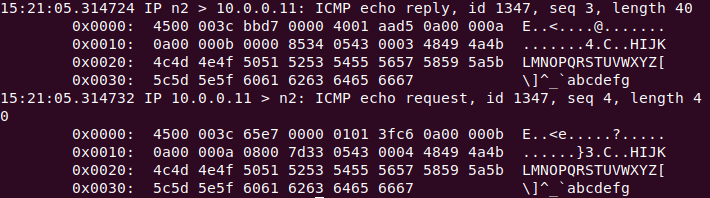 15:21:05.314724 IP n2 > 10.0.0.11: ICMP echo reply, id 1347, seq 3, length 40
0x0000:  4500 003c bbd7 0000 4001 aad5 0a00 000a  E..<....@.......
0x0010:  0a00 000b 0000 8534 0543 0003 4849 4a4b  .......4.C..HIJK
0x0020:  4c4d 4e4f 5051 5253 5455 5657 5859 5a5b  LMNOPQRSTUVWXYZ[
0x0030:  5c5d 5e5f 6061 6263 6465 6667  \]^_`abcdefg
15:21:05.314732 IP 10.0.0.11 > n2: ICMP echo request, id 1347, seq 4, length 4
0
0x0000:  4500 003c 65e7 0000 0101 3fc6 0a00 000b  E..<e.....?.....
0x0010:  0a00 000a 0800 7d33 0543 0004 4849 4a4b  ......}3.C..HIJK
0x0020:  4c4d 4e4f 5051 5253 5455 5657 5859 5a5b  LMNOPQRSTUVWXYZ[
0x0030:  5c5d 5e5f 6061 6263 6465 6667  \]^_`abcdefg